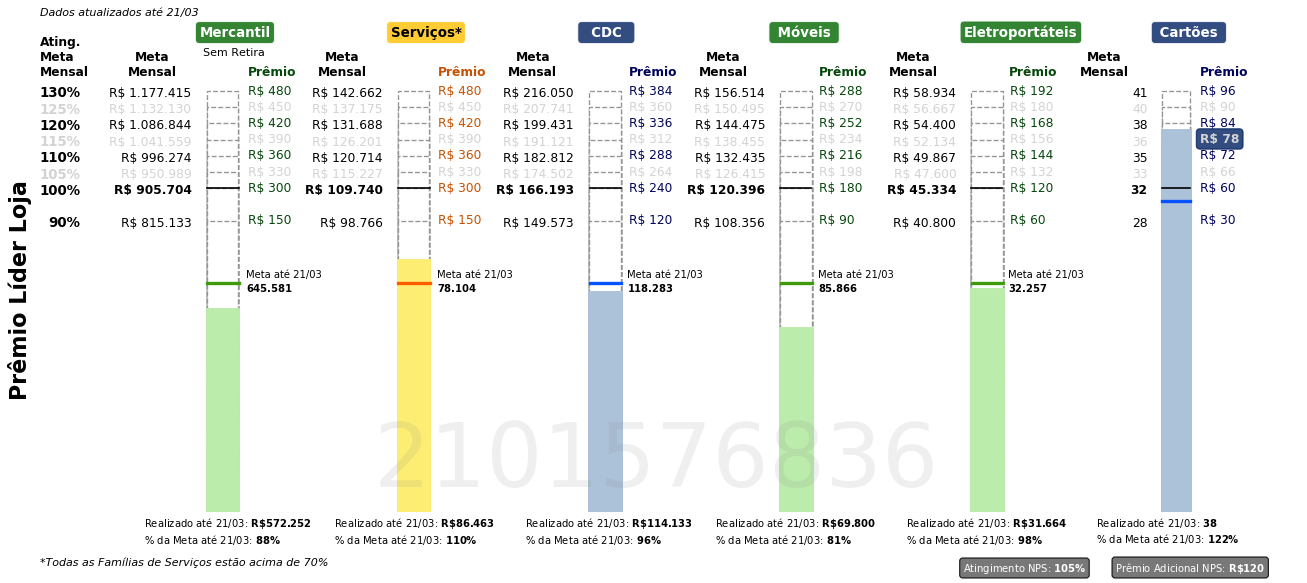 Dados atualizados até 21/03
Mercantil Serviços* CDC Móveis Eletroportáteis Cartões
Sem Retira
Ating. Meta Mensal
Meta Mensal Prêmio Meta Mensal Prêmio Meta Mensal Prêmio Meta Mensal Prêmio Meta Mensal Prêmio Meta Mensal Prêmio
130% R$ 1.177.415 R$ 480 R$ 142.662 R$ 480 R$ 216.050 R$ 384 R$ 156.514 R$ 288 R$ 58.934 R$ 192 41 R$ 96
125% R$ 1.132.130 R$ 450 R$ 137.175 R$ 450 R$ 207.741 R$ 360 R$ 150.495 R$ 270 R$ 56.667 R$ 180 40 R$ 90
120% R$ 1.086.844 R$ 420 R$ 131.688 R$ 420 R$ 199.431 R$ 336 R$ 144.475 R$ 252 R$ 54.400 R$ 168 38 R$ 84
115% R$ 1.041.559 R$ 390 R$ 126.201 R$ 390 R$ 191.121 R$ 312 R$ 138.455 R$ 234 R$ 52.134 R$ 156 36 R$ 78
110% R$ 996.274 R$ 360 R$ 120.714 R$ 360 R$ 182.812 R$ 288 R$ 132.435 R$ 216 R$ 49.867 R$ 144 35 R$ 72
105% R$ 950.989 R$ 330 R$ 115.227 R$ 330 R$ 174.502 R$ 264 R$ 126.415 R$ 198 R$ 47.600 R$ 132 33 R$ 66
100% R$ 905.704 R$ 300 R$ 109.740 R$ 300 R$ 166.193 R$ 240 R$ 120.396 R$ 180 R$ 45.334 R$ 120 32 R$ 60
90% R$ 815.133 R$ 150 R$ 98.766 R$ 150 R$ 149.573 R$ 120 R$ 108.356 R$ 90 R$ 40.800 R$ 60 28 R$ 30
Prêmio Líder Loja
Meta até 21/03 Meta até 21/03 Meta até 21/03 Meta até 21/03 Meta até 21/03
645.581 78.104 118.283 85.866 32.257
2101576836
Realizado até 21/03: R$572.252 Realizado até 21/03: R$86.463 Realizado até 21/03: R$114.133 Realizado até 21/03: R$69.800 Realizado até 21/03: R$31.664 Realizado até 21/03: 38
% da Meta até 21/03: 88% % da Meta até 21/03: 110% % da Meta até 21/03: 96% % da Meta até 21/03: 81% % da Meta até 21/03: 98% % da Meta até 21/03: 122%
*Todas as Famílias de Serviços estão acima de 70%
Atingimento NPS: 105% Prêmio Adicional NPS: R$120